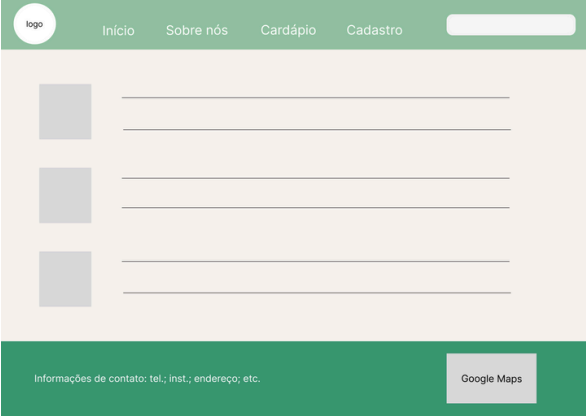 logo
Início
Sobre nós
Cardápio
Cadastro
Informações de contato: tel.; inst.; endereço; etc.
Google Maps